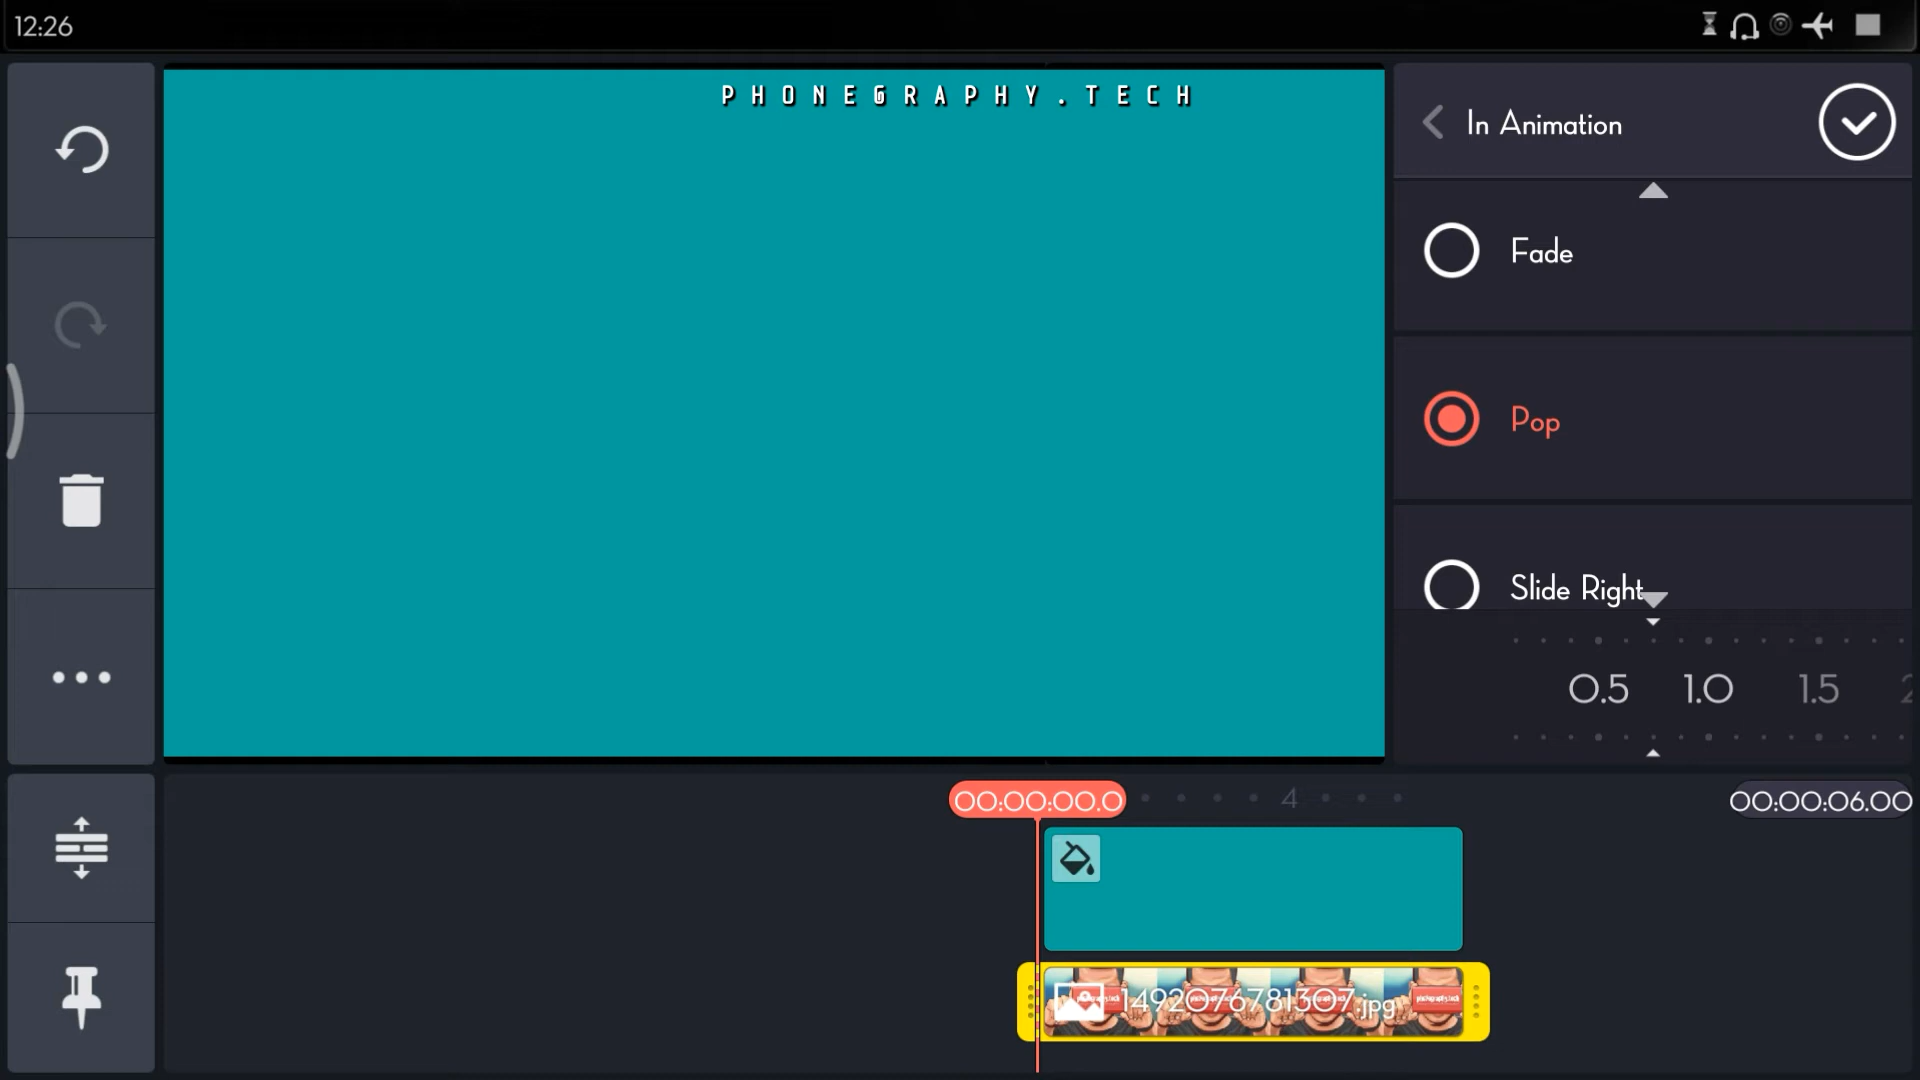 12:26
PHONEGRAPHY.TECH
In Animation
Fade
Pop
Slide Right
0.5 1.0 1.5 2
00:00:00.0 4 00:00:06.00
1492076781307.jpg